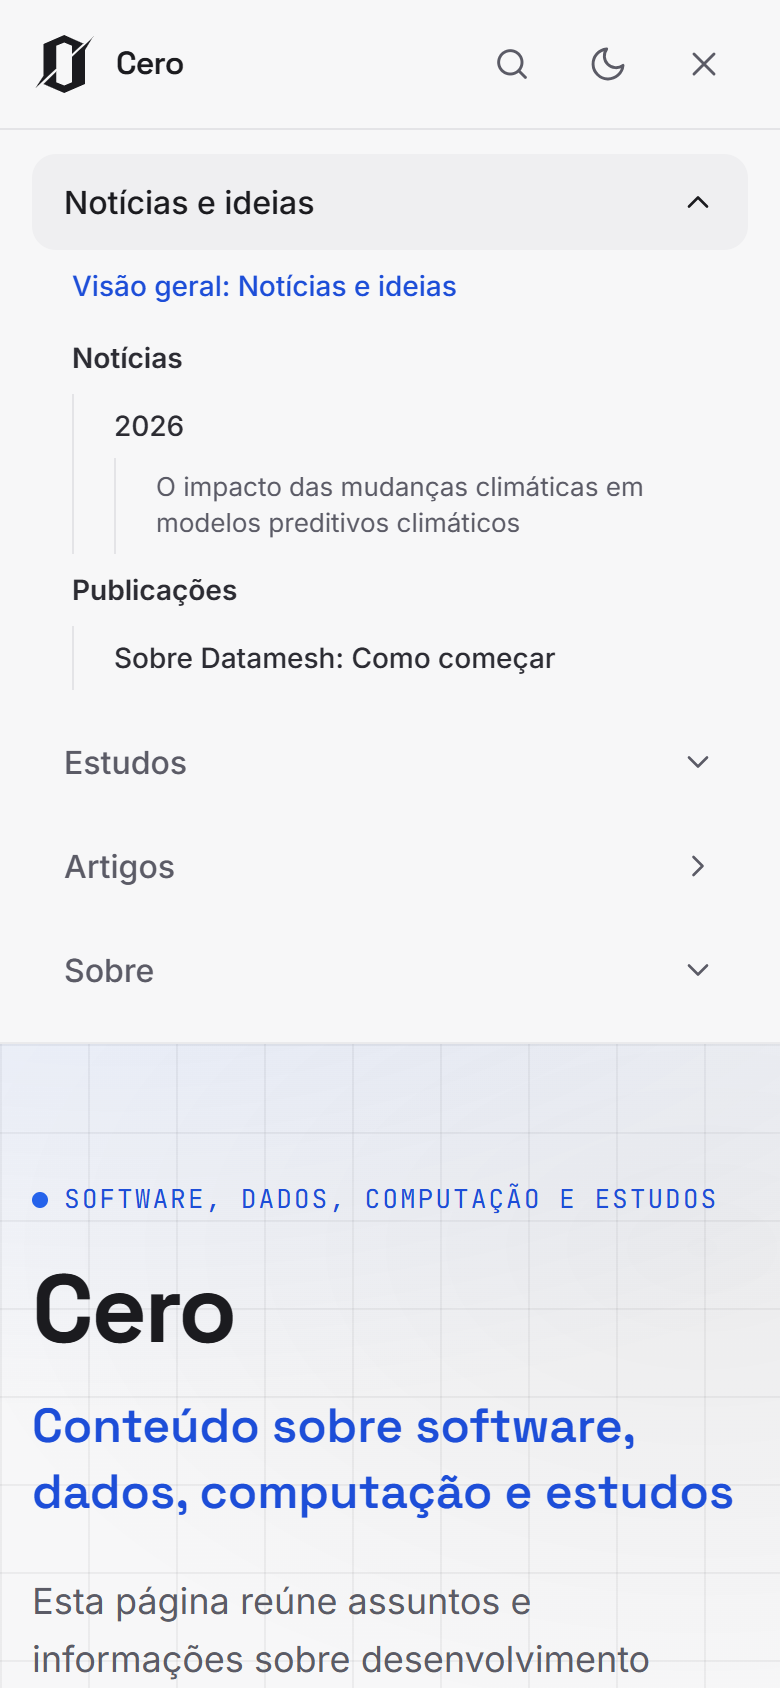 Cero
Notícias e ideias
Visão geral: Notícias e ideias
Notícias
2026
O impacto das mudanças climáticas em
modelos preditivos climáticos
Publicações
Sobre Datamesh: Como começar
Estudos
Artigos
Sobre
SOFTWARE, DADOS, COMPUTAÇÃO E ESTUDOS
Cero
Conteúdo sobre software,
dados, computação e estudos
Esta página reúne assuntos e
informações sobre desenvolvimento